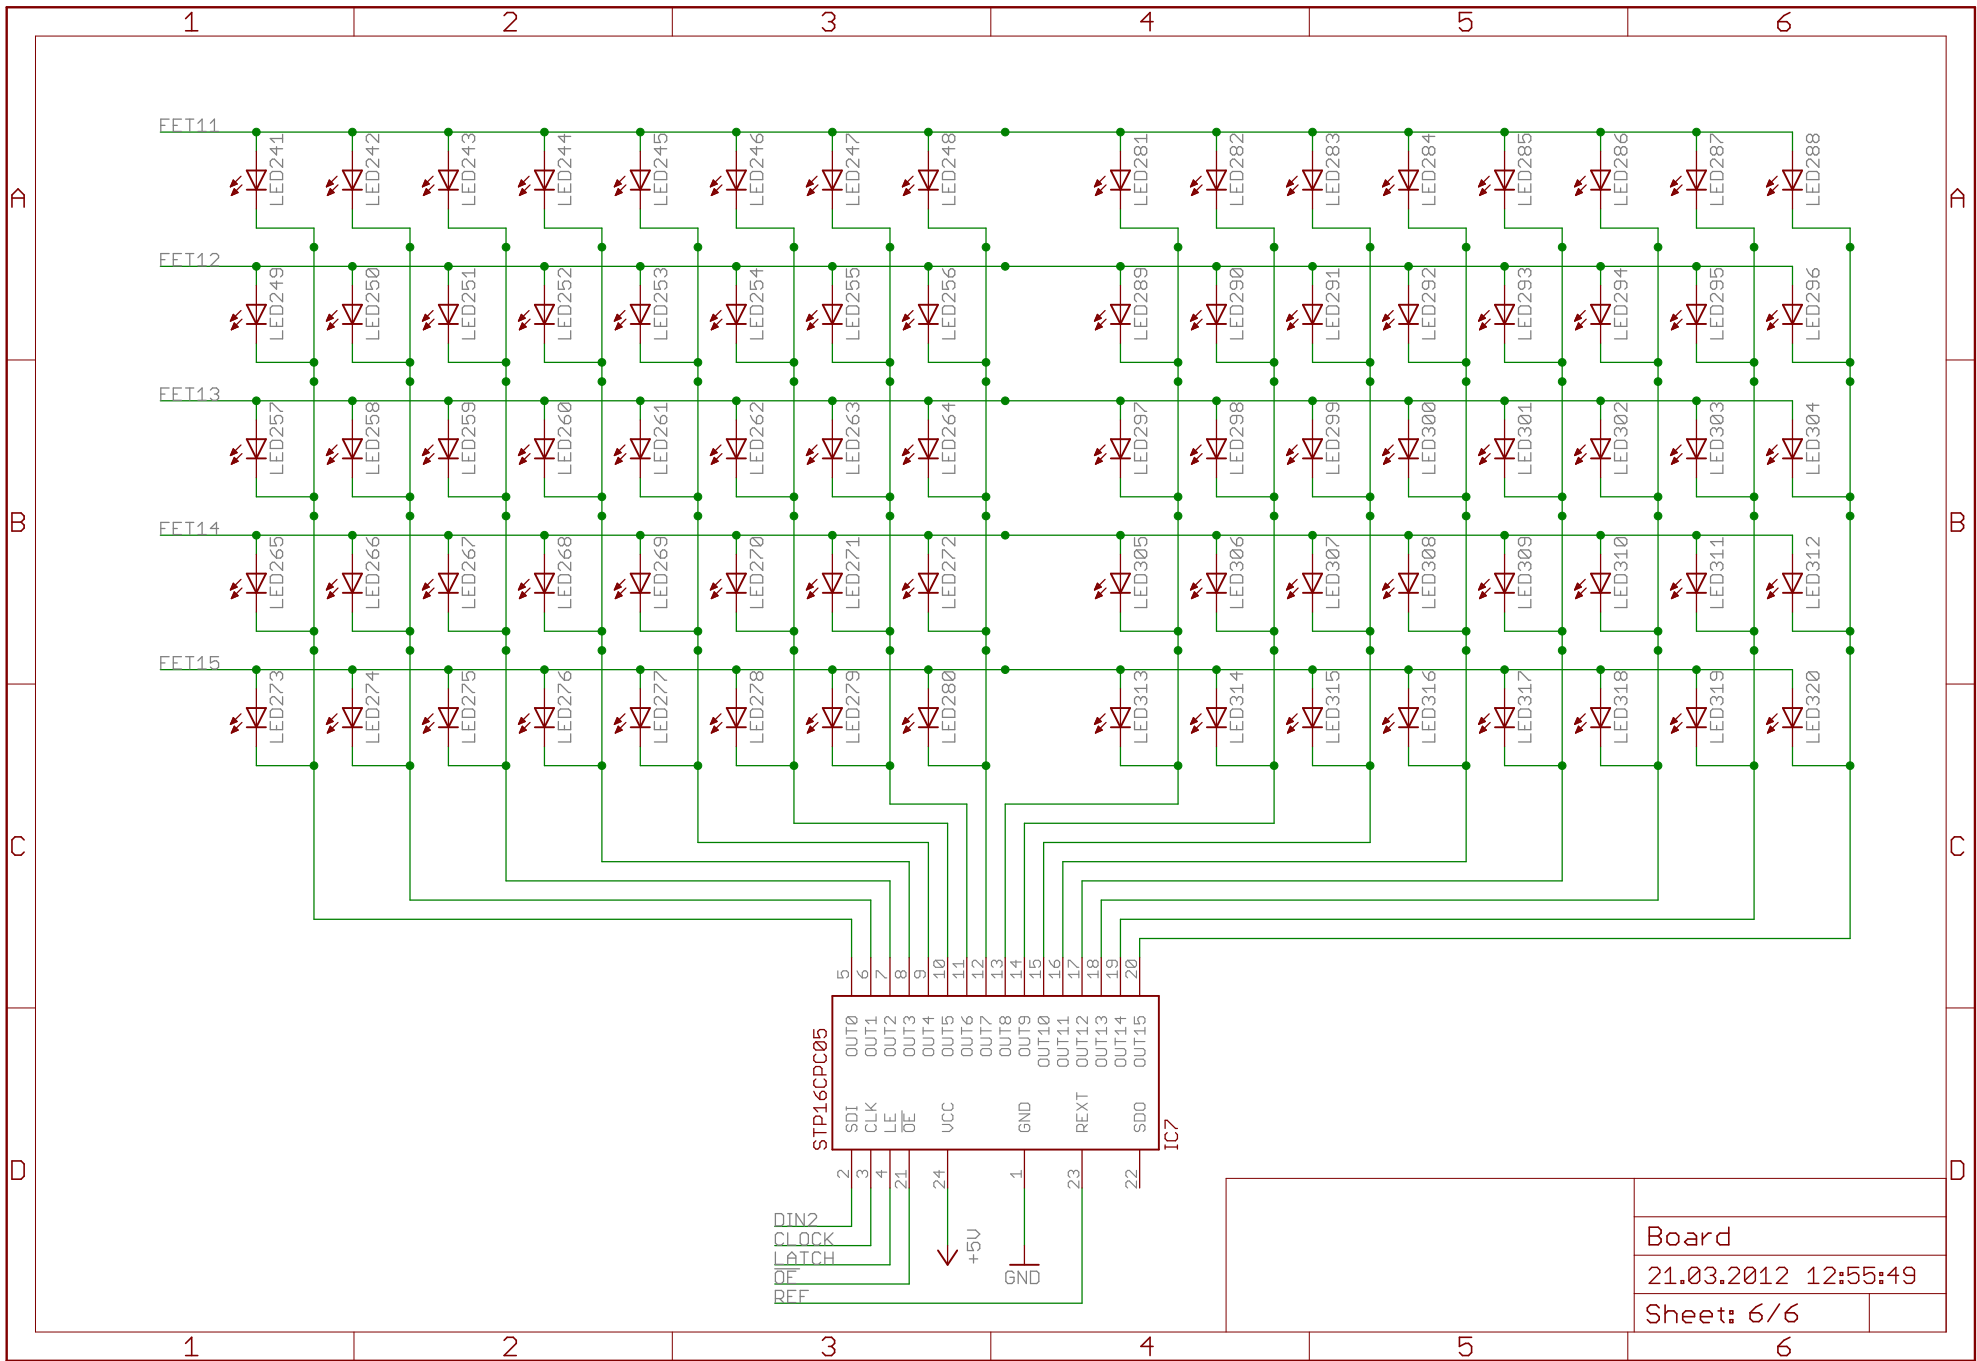 1 2 3 4 5 6
FET11
LED241 LED242 LED243 LED244 LED245 LED246 LED247 LED248 LED281 LED282 LED283 LED284 LED285 LED286 LED287 LED288
A A
FET12
LED249 LED250 LED251 LED252 LED253 LED254 LED255 LED256 LED289 LED290 LED291 LED292 LED293 LED294 LED295 LED296
FET13
LED257 LED258 LED259 LED260 LED261 LED262 LED263 LED264 LED297 LED298 LED299 LED300 LED301 LED302 LED303 LED304
B B
FET14
LED265 LED266 LED267 LED268 LED269 LED270 LED271 LED272 LED305 LED306 LED307 LED308 LED309 LED310 LED311 LED312
FET15
LED273 LED274 LED275 LED276 LED277 LED278 LED279 LED280 LED313 LED314 LED315 LED316 LED317 LED318 LED319 LED320
C C
5 6 7 8 9 10 11 12 13 14 15 16 17 18 19 20
OUT0 OUT1 OUT2 OUT3 OUT4 OUT5 OUT6 OUT7 OUT8 OUT9 OUT10 OUT11 OUT12 OUT13 OUT14 OUT15
STP16CPC05
SDI CLK LE OE VCC GND REXT SDO
IC7
D D
2 3 4 21 24 1 23 22
DIN2
CLOCK
LATCH
OE
REF
+5V
GND
Board
21.03.2012 12:55:49
Sheet: 6/6
1 2 3 4 5 6